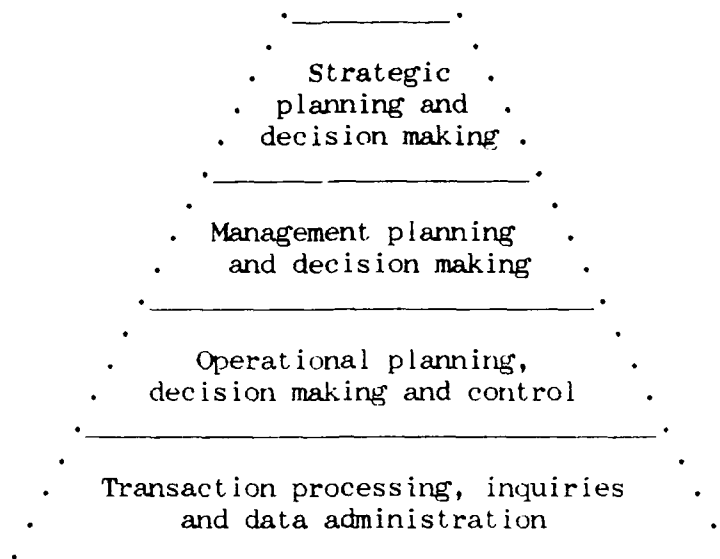 Strategic
planning and
decision making
Management planning
and decision making
Operational planning,
decision making and control
Transaction processing, inquiries
and data administration